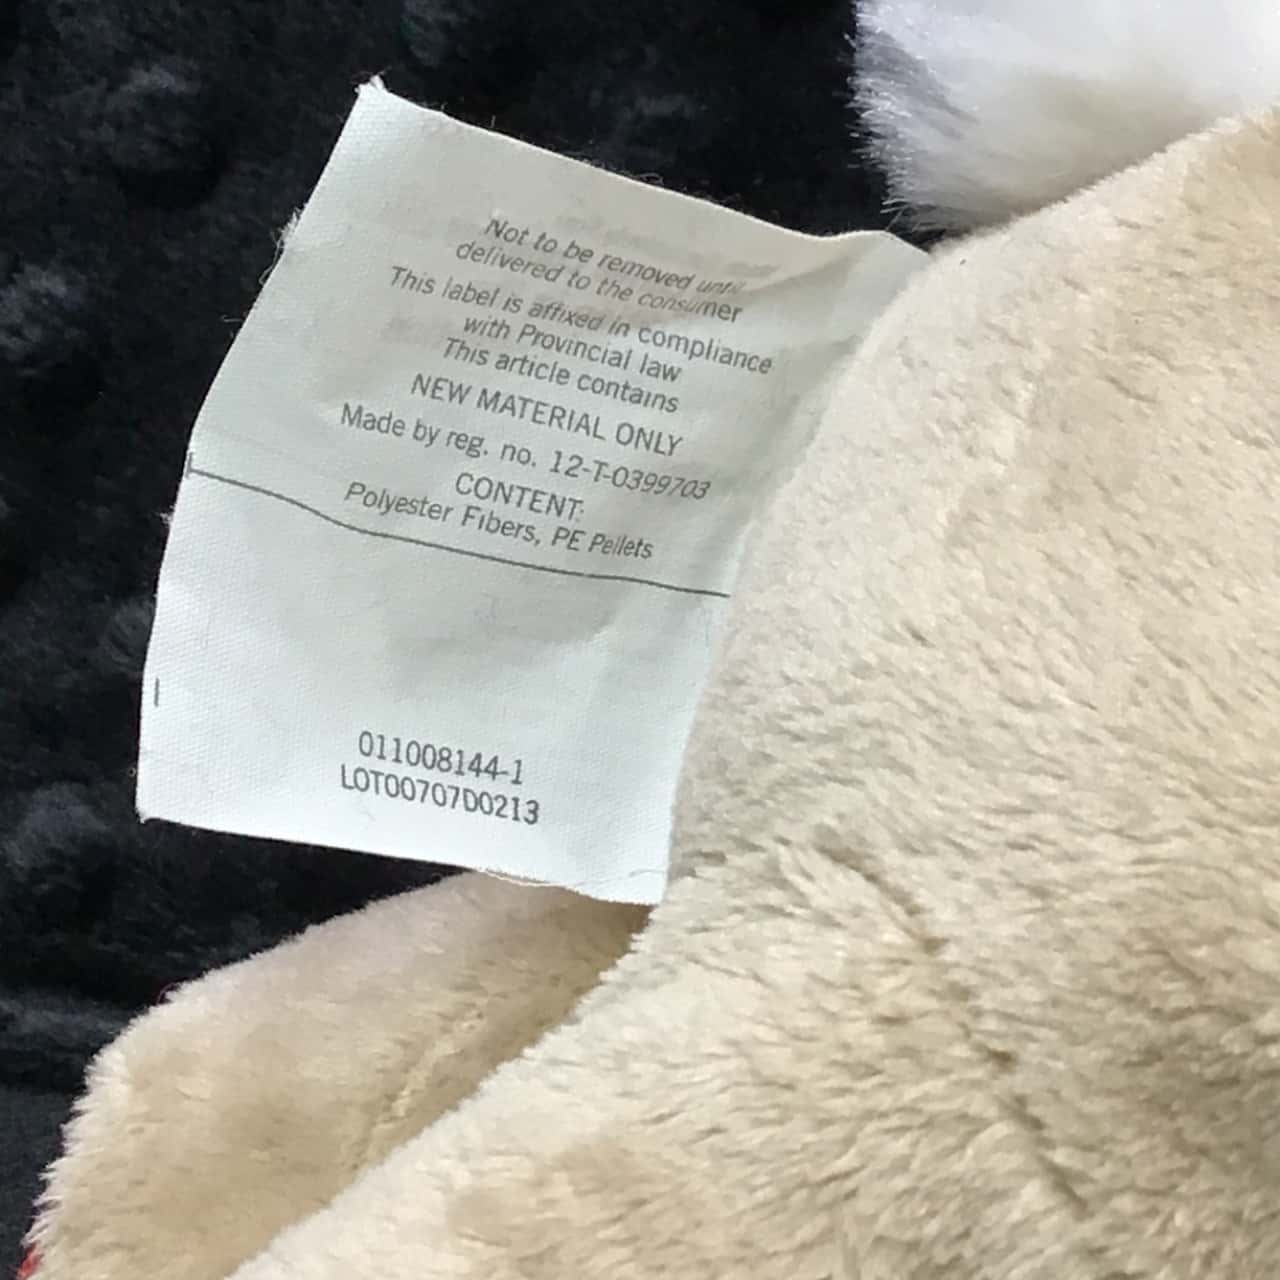 Not to be removed until
delivered to the consumer
This label is affixed in compliance
with Provincial law
This article contains
NEW MATERIAL ONLY
Made by reg. no. 12-T-0399703
CONTENT:
Polyester Fibers, PE Pellets
011008144-1
LOT00707D0213